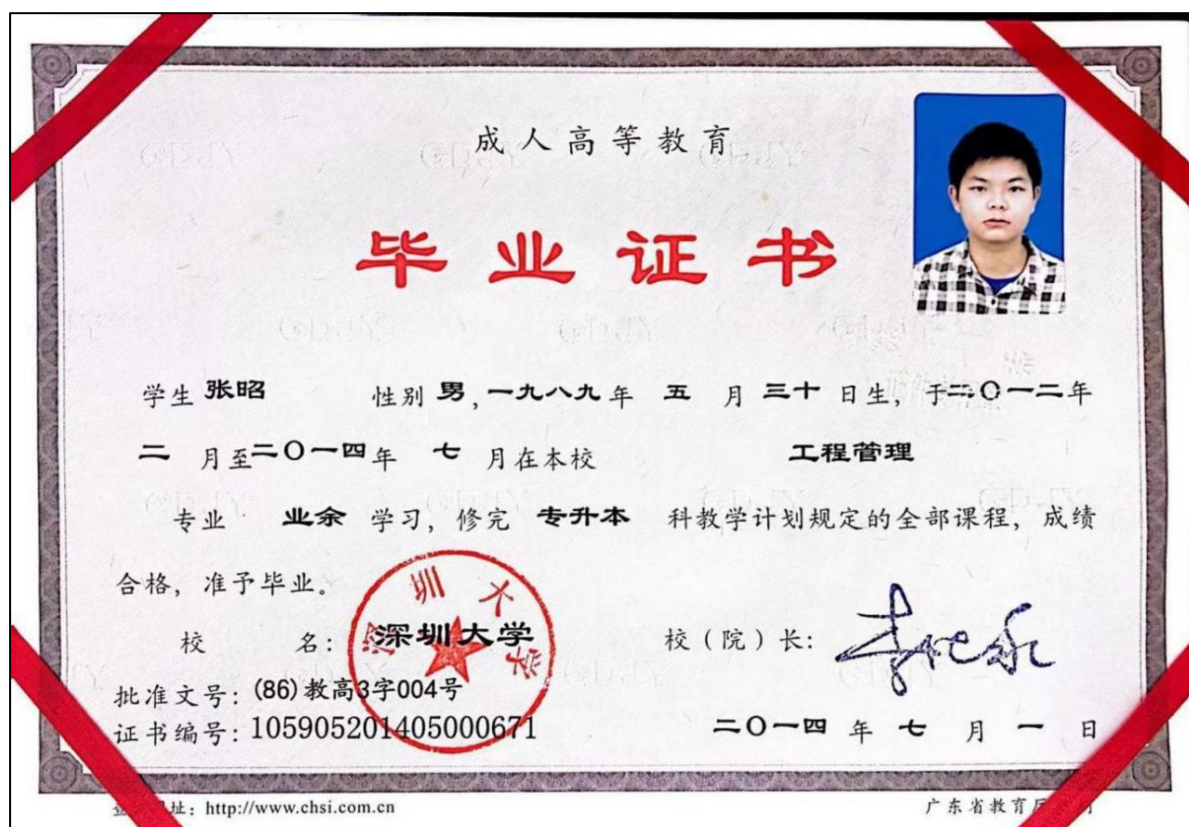 成人高等教育
毕业证书
学生 张昭 性别 男,一九八九年 五 月 三十 日生,于二〇一二年
二 月至二〇一四年 七 月在本校 工程管理
专业 业余 学习,修完 专升本 科教学计划规定的全部课程,成绩
合格,准予毕业。
深圳大学
校 名: 深圳大学 校(院)长:
批准文号:(86)教高3字004号
证书编号:105905201405000671 二〇一四 年 七 月 一 日
址:http://www.chsi.com.cn 广东省教育厅